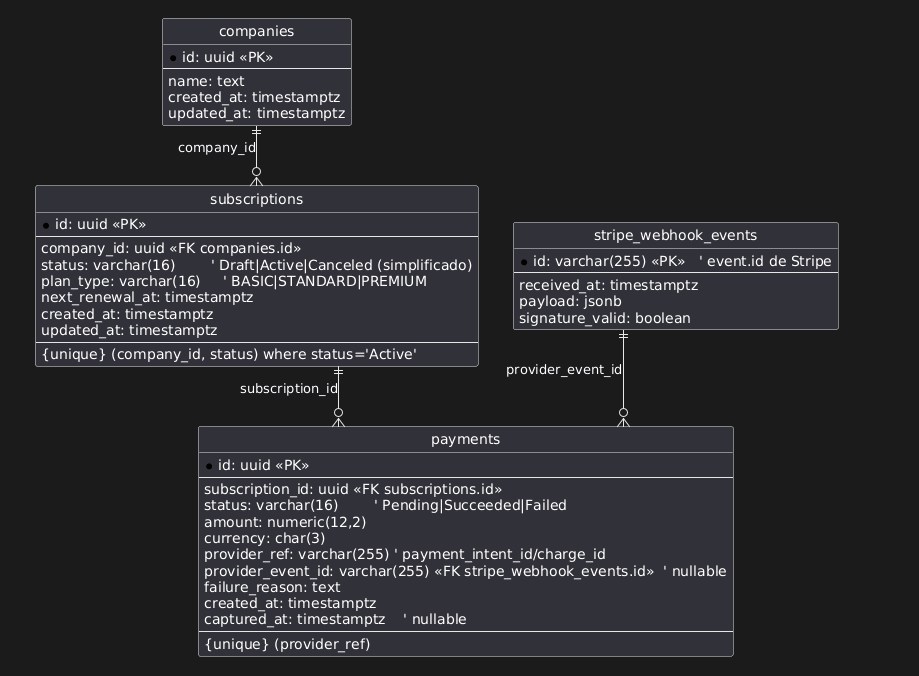 companies
id: uuid «PK»
name: text
created_at: timestamptz
updated_at: timestamptz
company_id
subscriptions
id: uuid «PK»
company_id: uuid «FK companies.id»
status: varchar(16) ' Draft|Active|Canceled (simplificado)
plan_type: varchar(16) ' BASIC|STANDARD|PREMIUM
next_renewal_at: timestamptz
created_at: timestamptz
updated_at: timestamptz
{unique} (company_id, status) where status='Active'
stripe_webhook_events
id: varchar(255) «PK» ' event.id de Stripe
received_at: timestamptz
payload: jsonb
signature_valid: boolean
subscription_id
provider_event_id
payments
id: uuid «PK»
subscription_id: uuid «FK subscriptions.id»
status: varchar(16) ' Pending|Succeeded|Failed
amount: numeric(12,2)
currency: char(3)
provider_ref: varchar(255) ' payment_intent_id/charge_id
provider_event_id: varchar(255) «FK stripe_webhook_events.id» ' nullable
failure_reason: text
created_at: timestamptz
captured_at: timestamptz ' nullable
{unique} (provider_ref)